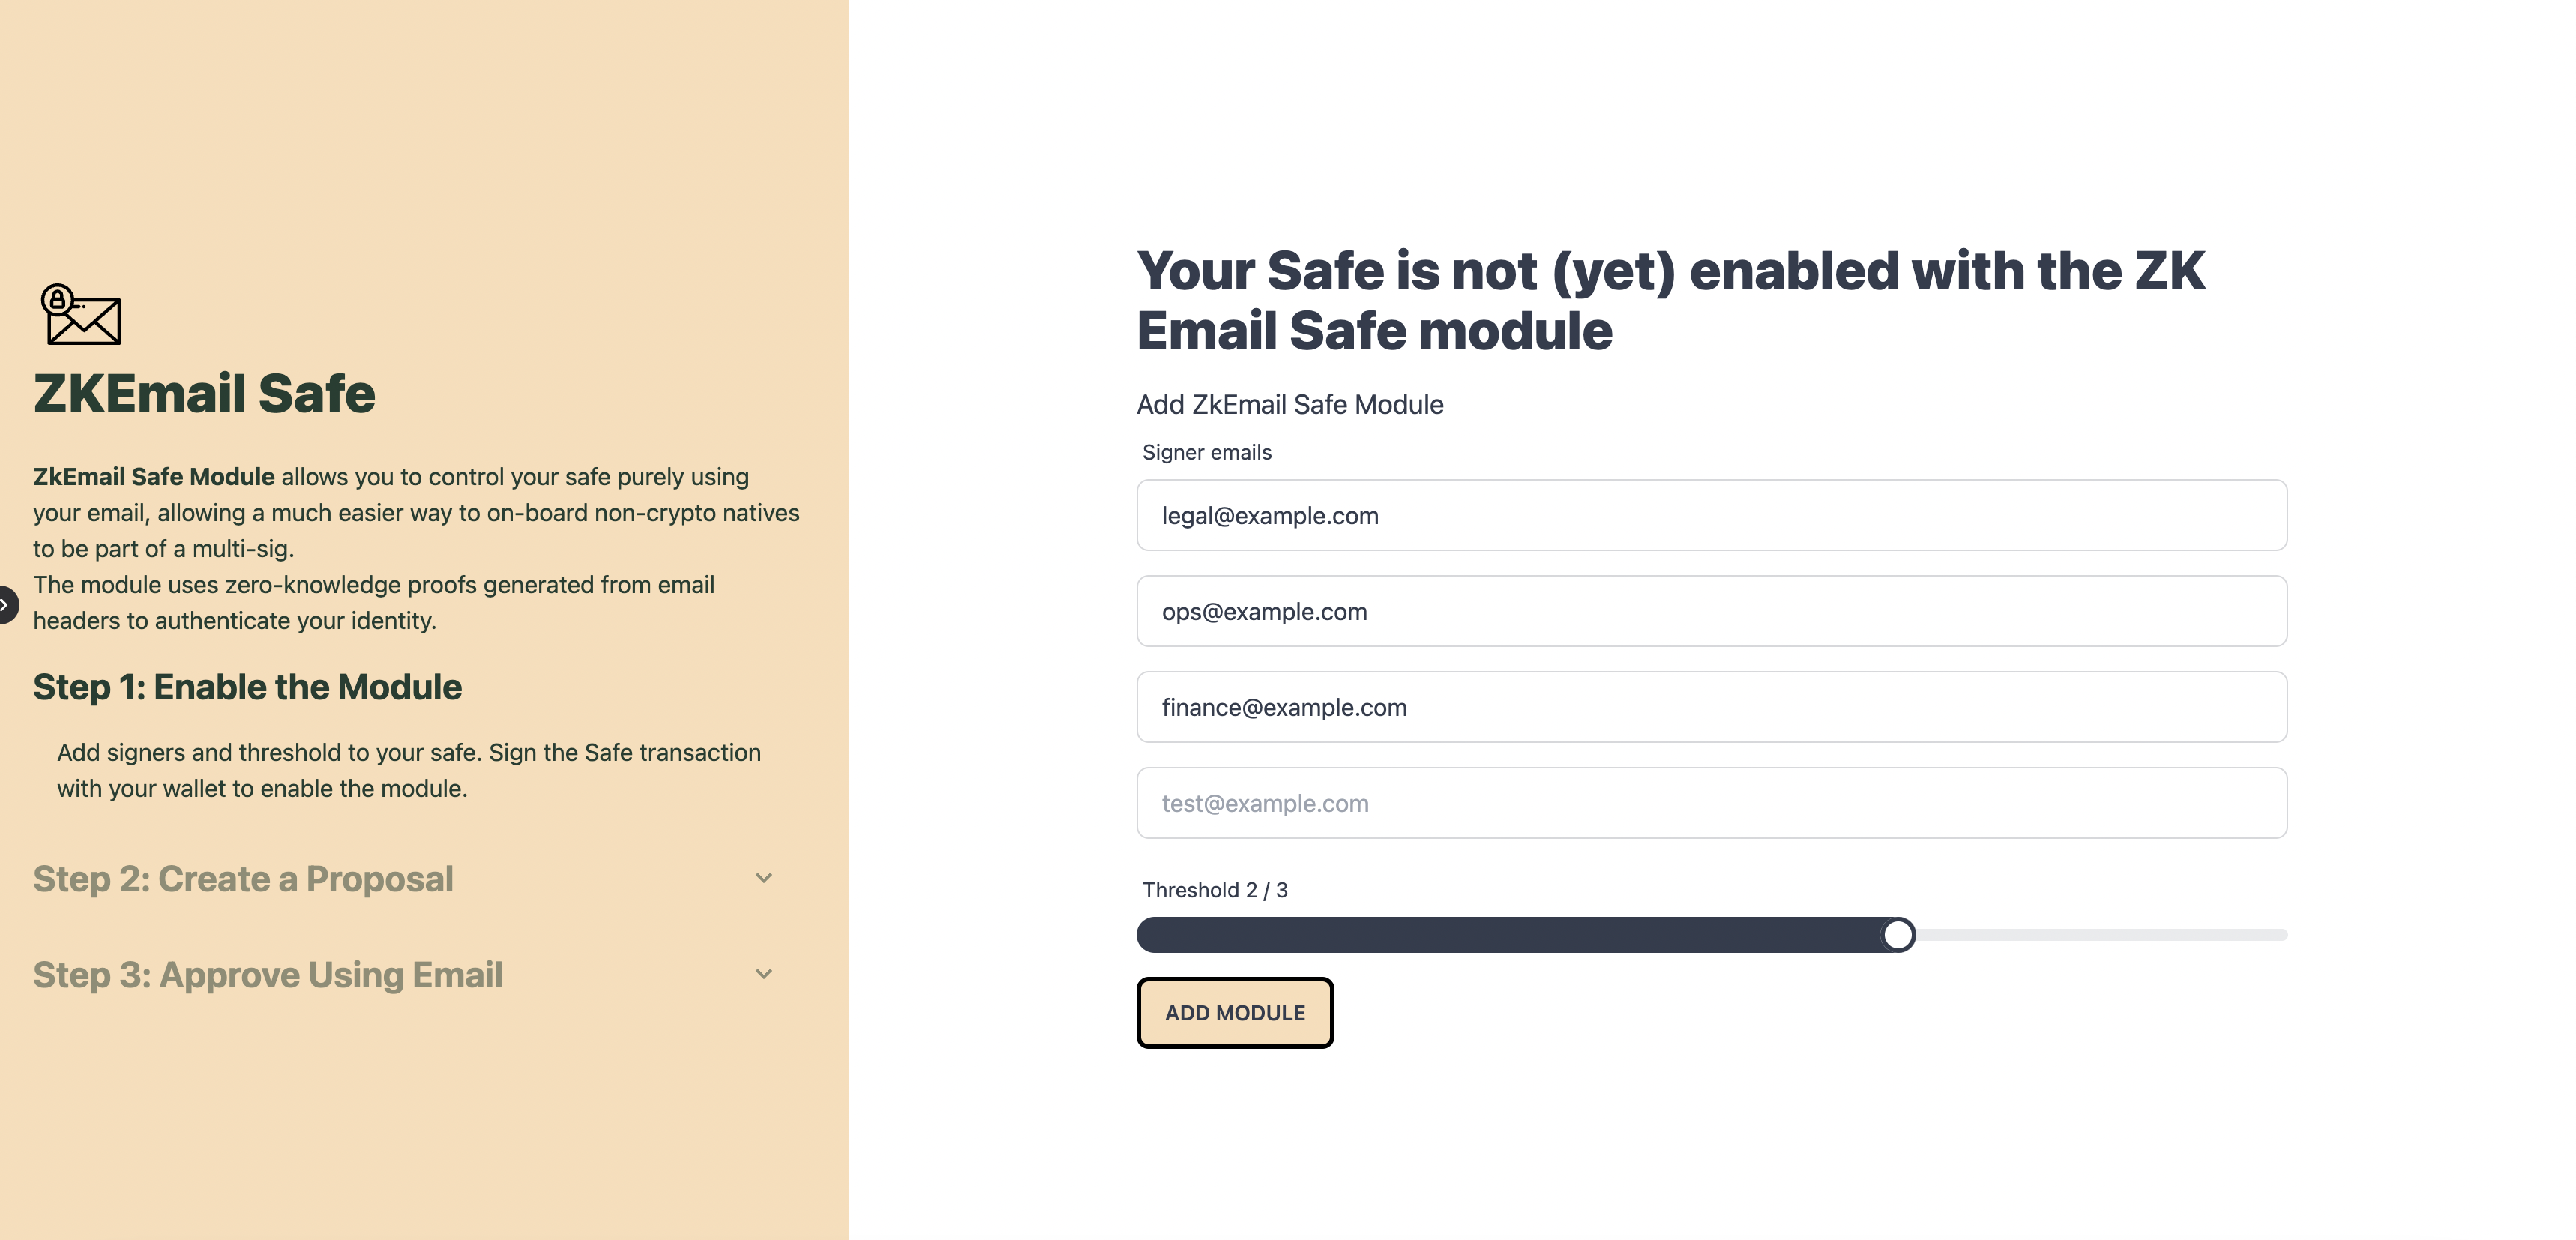 ZKEmail Safe
ZkEmail Safe Module allows you to control your safe purely using
your email, allowing a much easier way to on-board non-crypto natives
to be part of a multi-sig.
The module uses zero-knowledge proofs generated from email
headers to authenticate your identity.
Step 1: Enable the Module
Add signers and threshold to your safe. Sign the Safe transaction
with your wallet to enable the module.
Step 2: Create a Proposal
Step 3: Approve Using Email
Your Safe is not (yet) enabled with the ZK
Email Safe module
Add ZkEmail Safe Module
Signer emails
legal@example.com
ops@example.com
finance@example.com
test@example.com
Threshold 2 / 3
ADD MODULE